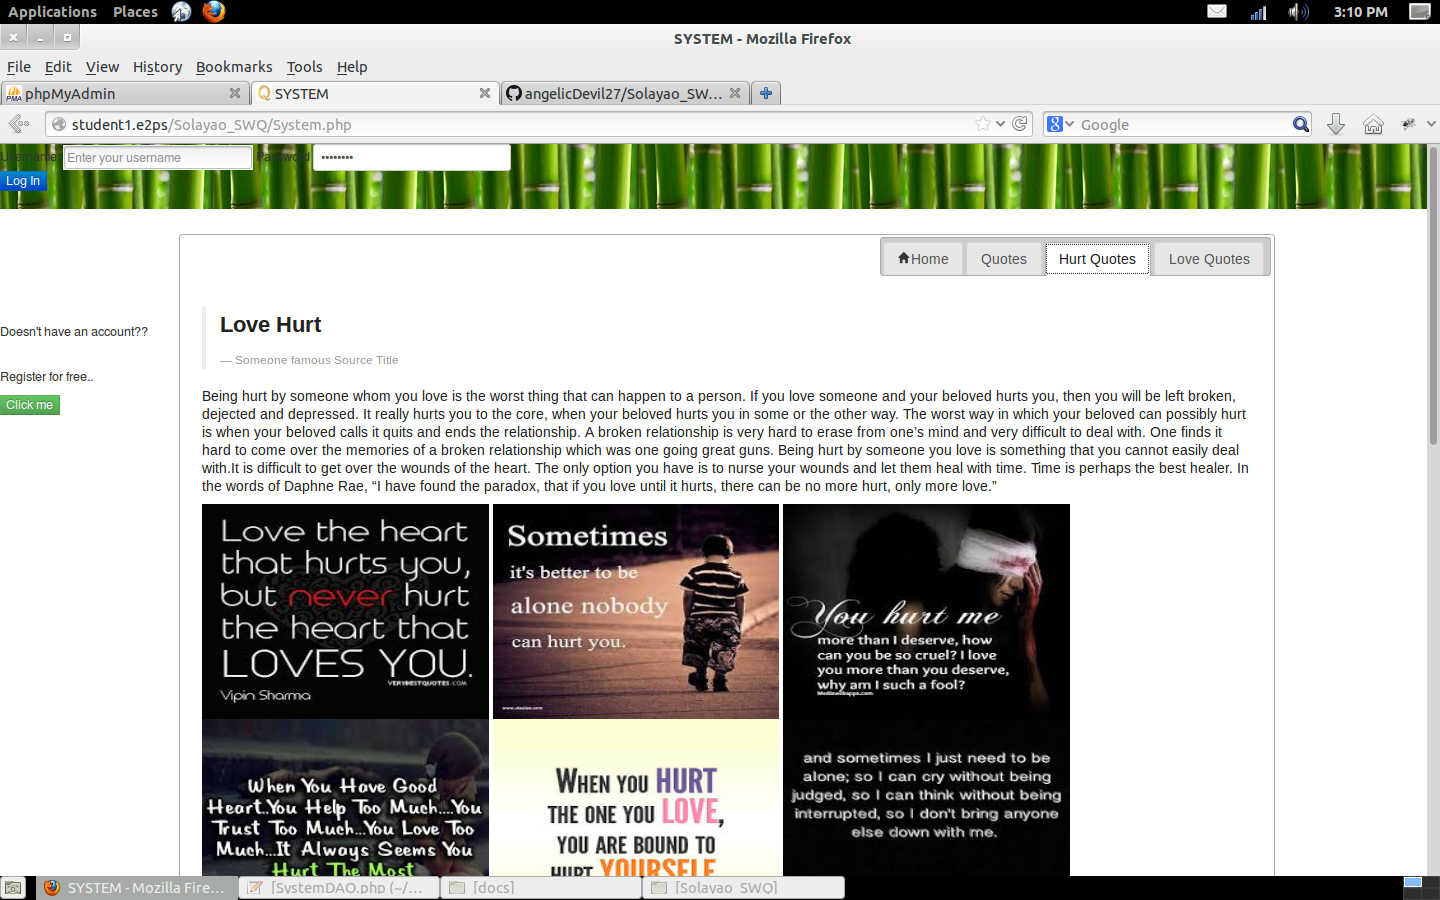 Applications Places 3:10 PM
SYSTEM - Mozilla Firefox
File Edit View History Bookmarks Tools Help
phpMyAdmin SYSTEM angelicDevil27/Solayao_SW...
student1.e2ps/Solayao_SWQ/System.php Google
Username Enter your username Password ••••••••
Log In
Home Quotes Hurt Quotes Love Quotes
Love Hurt
— Someone famous Source Title
Doesn't have an account??
Register for free..
Click me
Being hurt by someone whom you love is the worst thing that can happen to a person. If you love someone and your beloved hurts you, then you will be left broken,
dejected and depressed. It really hurts you to the core, when your beloved hurts you in some or the other way. The worst way in which your beloved can possibly hurt
is when your beloved calls it quits and ends the relationship. A broken relationship is very hard to erase from one’s mind and very difficult to deal with. One finds it
hard to come over the memories of a broken relationship which was one going great guns. Being hurt by someone you love is something that you cannot easily deal
with.It is difficult to get over the wounds of the heart. The only option you have is to nurse your wounds and let them heal with time. Time is perhaps the best healer. In
the words of Daphne Rae, “I have found the paradox, that if you love until it hurts, there can be no more hurt, only more love.”
Love the heart
that hurts you,
but never hurt
the heart that
LOVES YOU.
VERYBESTQUOTES.COM
Vipin Sharma
Sometimes
it's better to be
alone nobody
can hurt you.
You hurt me
more than I deserve, how
can you be so cruel? I love
you more than you deserve,
why am I such a fool?
When You Have Good
Heart.You Help Too Much....You
Trust Too Much...You Love Too
Much...It Always Seems You
Hurt The Most
WHEN YOU HURT
THE ONE YOU LOVE,
YOU ARE BOUND TO
HURT YOURSELF
and sometimes I just need to be
alone; so I can cry without being
judged, so I can think without being
interrupted, so I don't bring anyone
else down with me.
SYSTEM - Mozilla Fire... [SystemDAO.php (~/... [docs] [Solayao_SWQ]